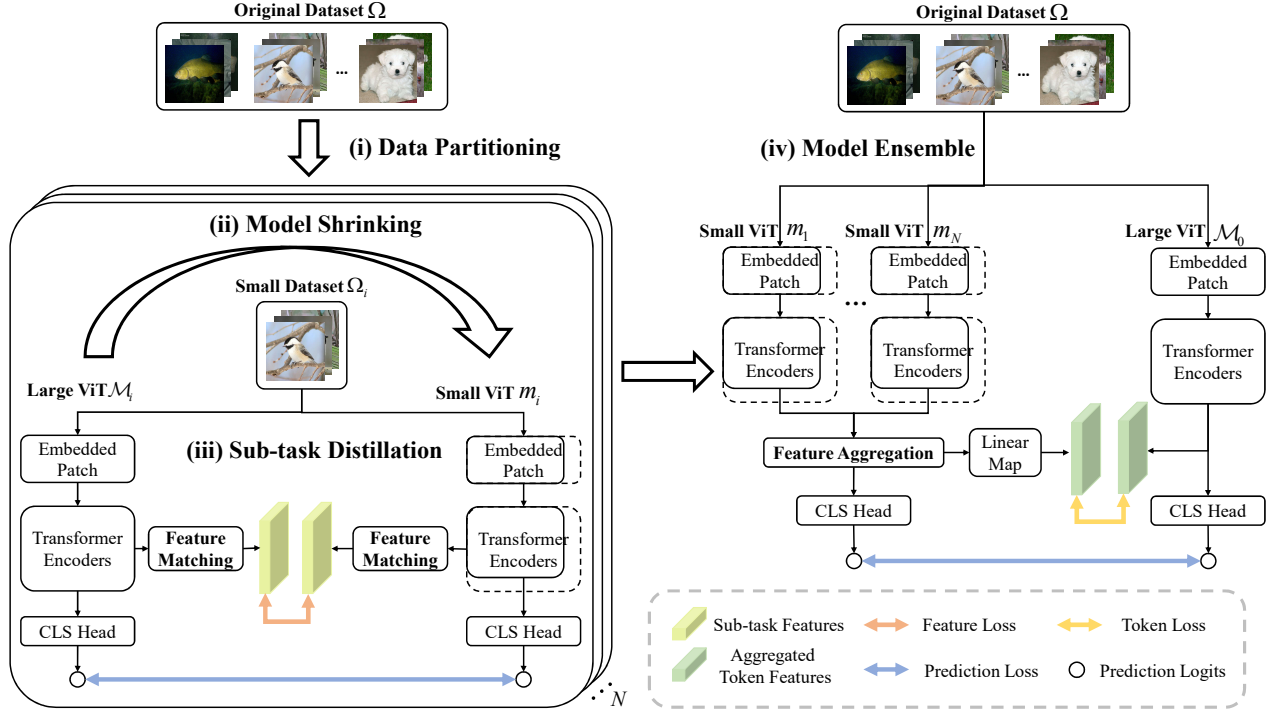 Original Dataset Ω
...
(i) Data Partitioning
(ii) Model Shrinking
Small Dataset Ω_i
Large ViT ℳ_i
Small ViT m_i
(iii) Sub-task Distillation
Embedded
Patch
Embedded
Patch
Transformer
Encoders
Feature
Matching
Feature
Matching
Transformer
Encoders
CLS Head
CLS Head
... N
Original Dataset Ω
...
(iv) Model Ensemble
Small ViT m_1
Small ViT m_N
Large ViT ℳ_0
Embedded
Patch
Embedded
Patch
Embedded
Patch
...
Transformer
Encoders
Transformer
Encoders
Transformer
Encoders
Feature Aggregation
Linear
Map
CLS Head
CLS Head
Sub-task Features
Feature Loss
Token Loss
Aggregated
Token Features
Prediction Loss
Prediction Logits